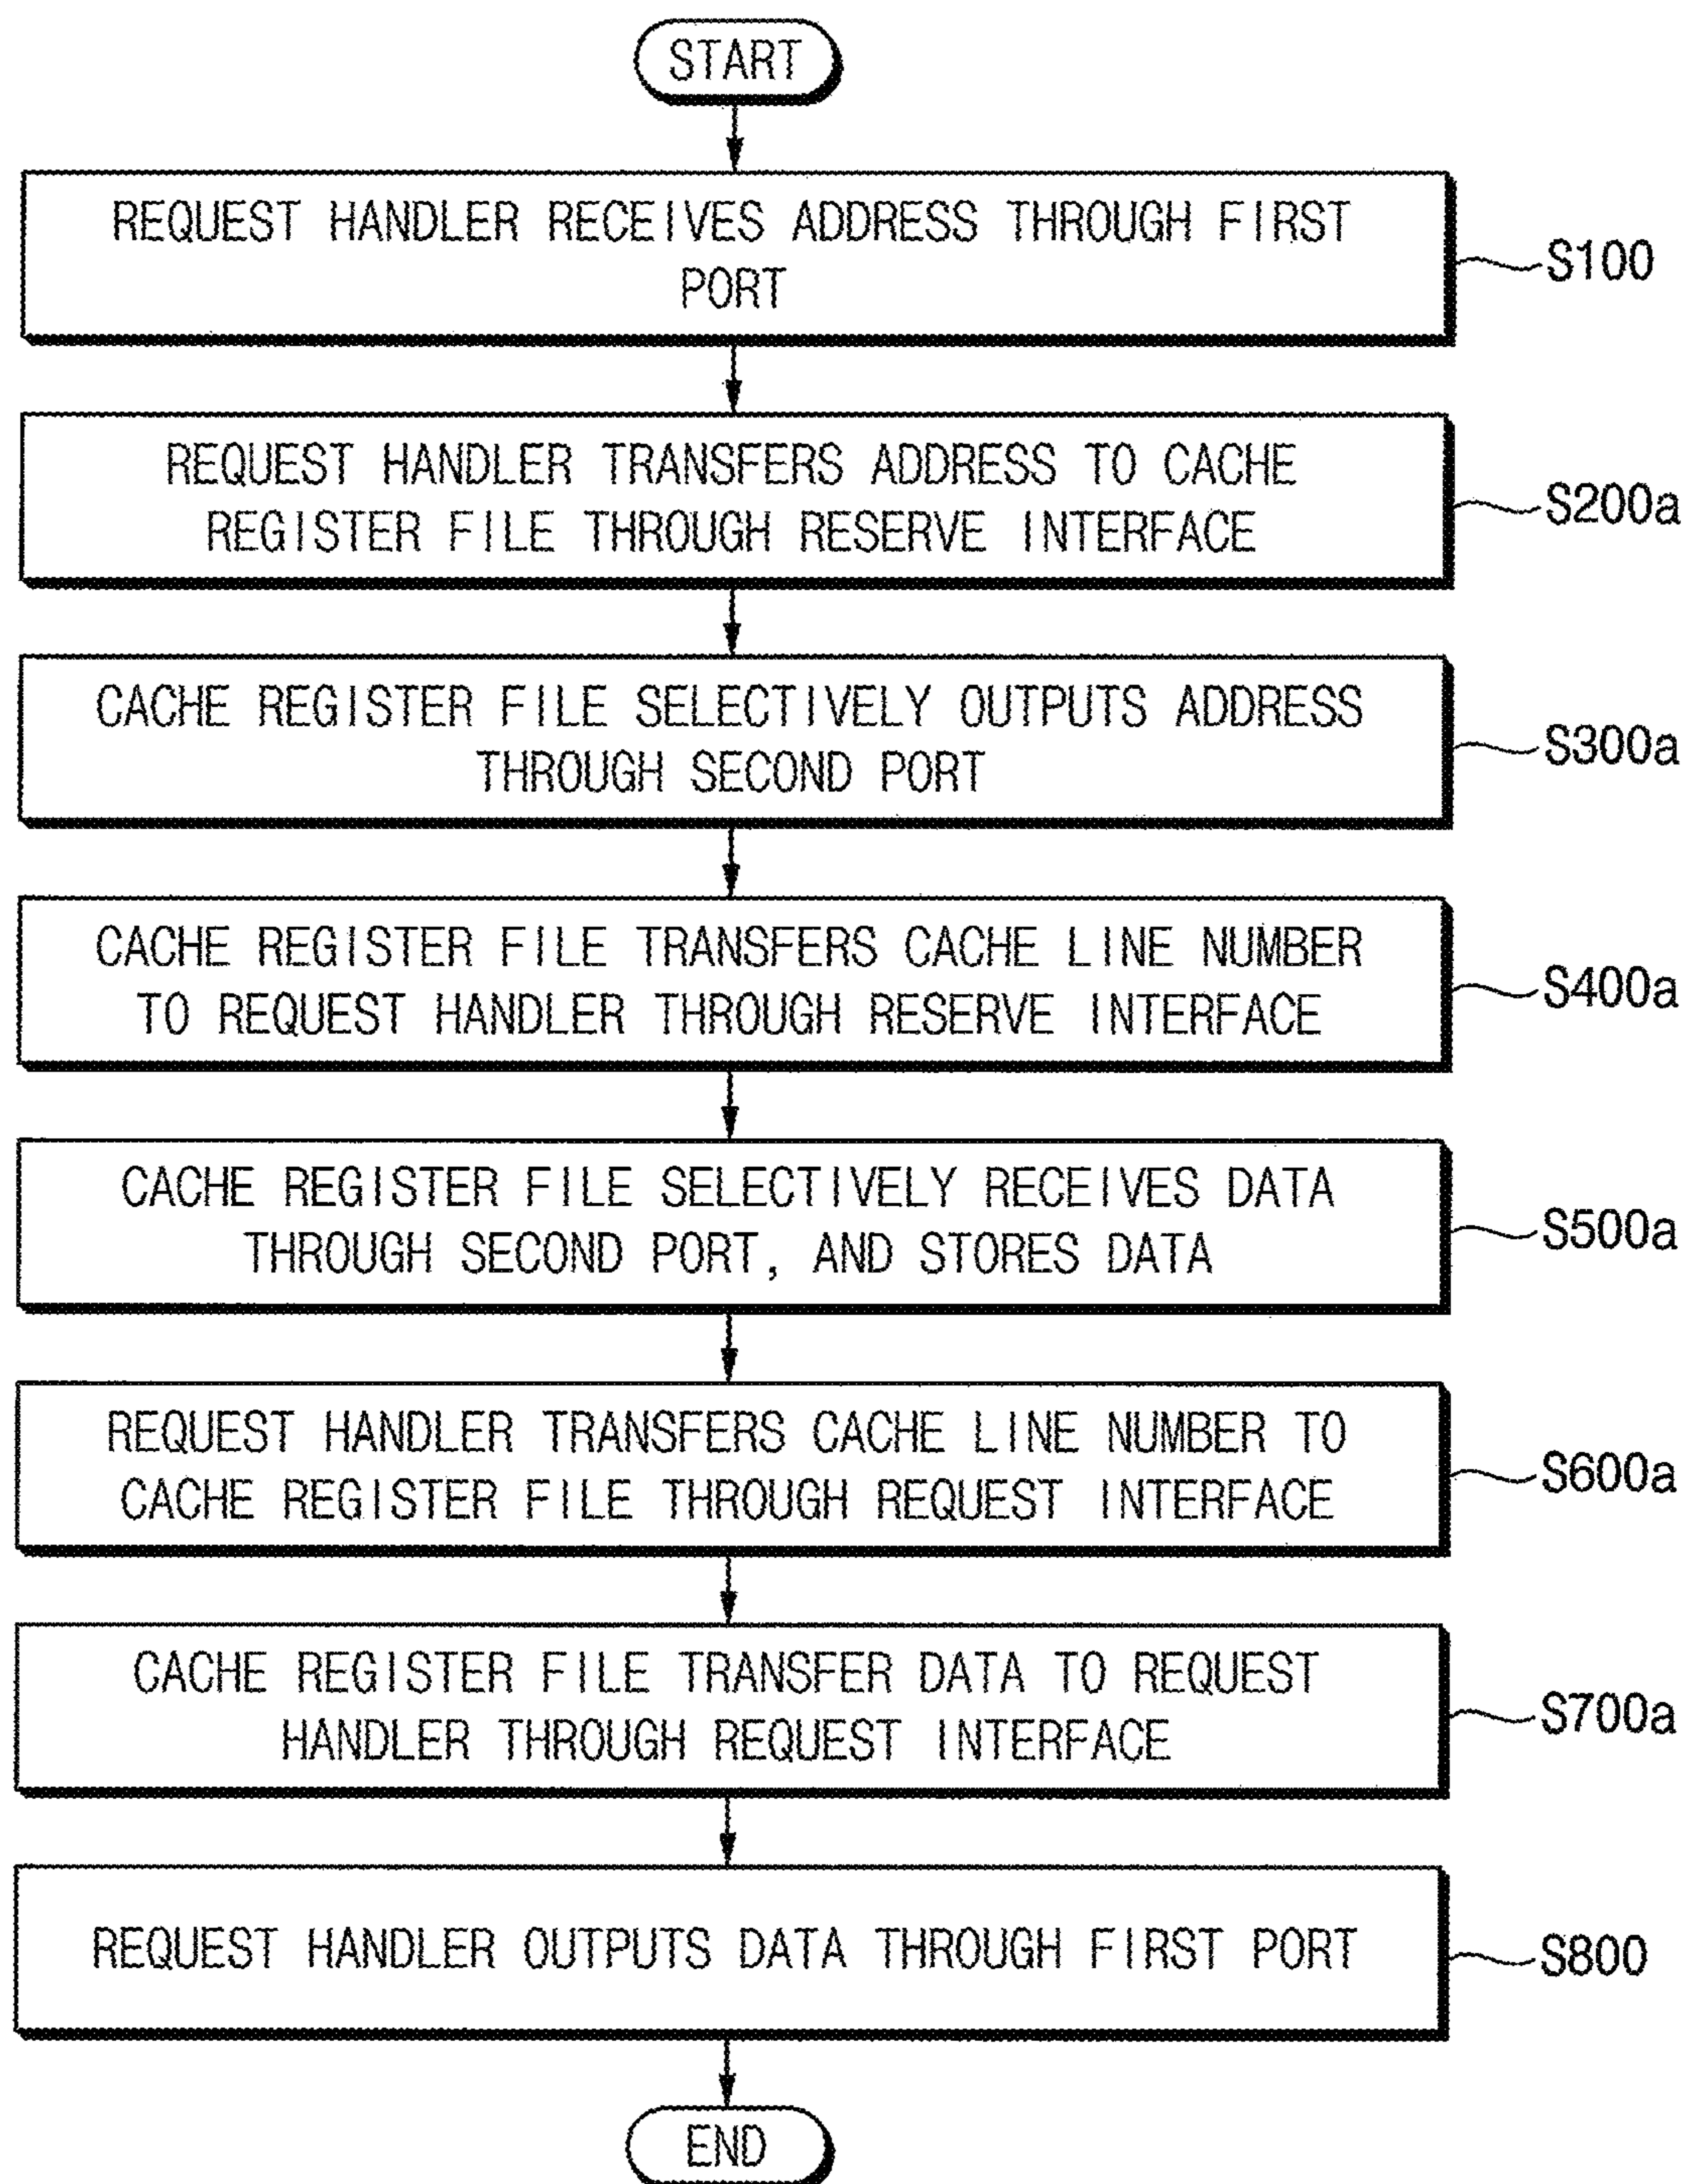 START
REQUEST HANDLER RECEIVES ADDRESS THROUGH FIRST
PORT
S100
REQUEST HANDLER TRANSFERS ADDRESS TO CACHE
REGISTER FILE THROUGH RESERVE INTERFACE
S200a
CACHE REGISTER FILE SELECTIVELY OUTPUTS ADDRESS
THROUGH SECOND PORT
S300a
CACHE REGISTER FILE TRANSFERS CACHE LINE NUMBER
TO REQUEST HANDLER THROUGH RESERVE INTERFACE
S400a
CACHE REGISTER FILE SELECTIVELY RECEIVES DATA
THROUGH SECOND PORT, AND STORES DATA
S500a
REQUEST HANDLER TRANSFERS CACHE LINE NUMBER TO
CACHE REGISTER FILE THROUGH REQUEST INTERFACE
S600a
CACHE REGISTER FILE TRANSFER DATA TO REQUEST
HANDLER THROUGH REQUEST INTERFACE
S700a
REQUEST HANDLER OUTPUTS DATA THROUGH FIRST PORT
S800
END